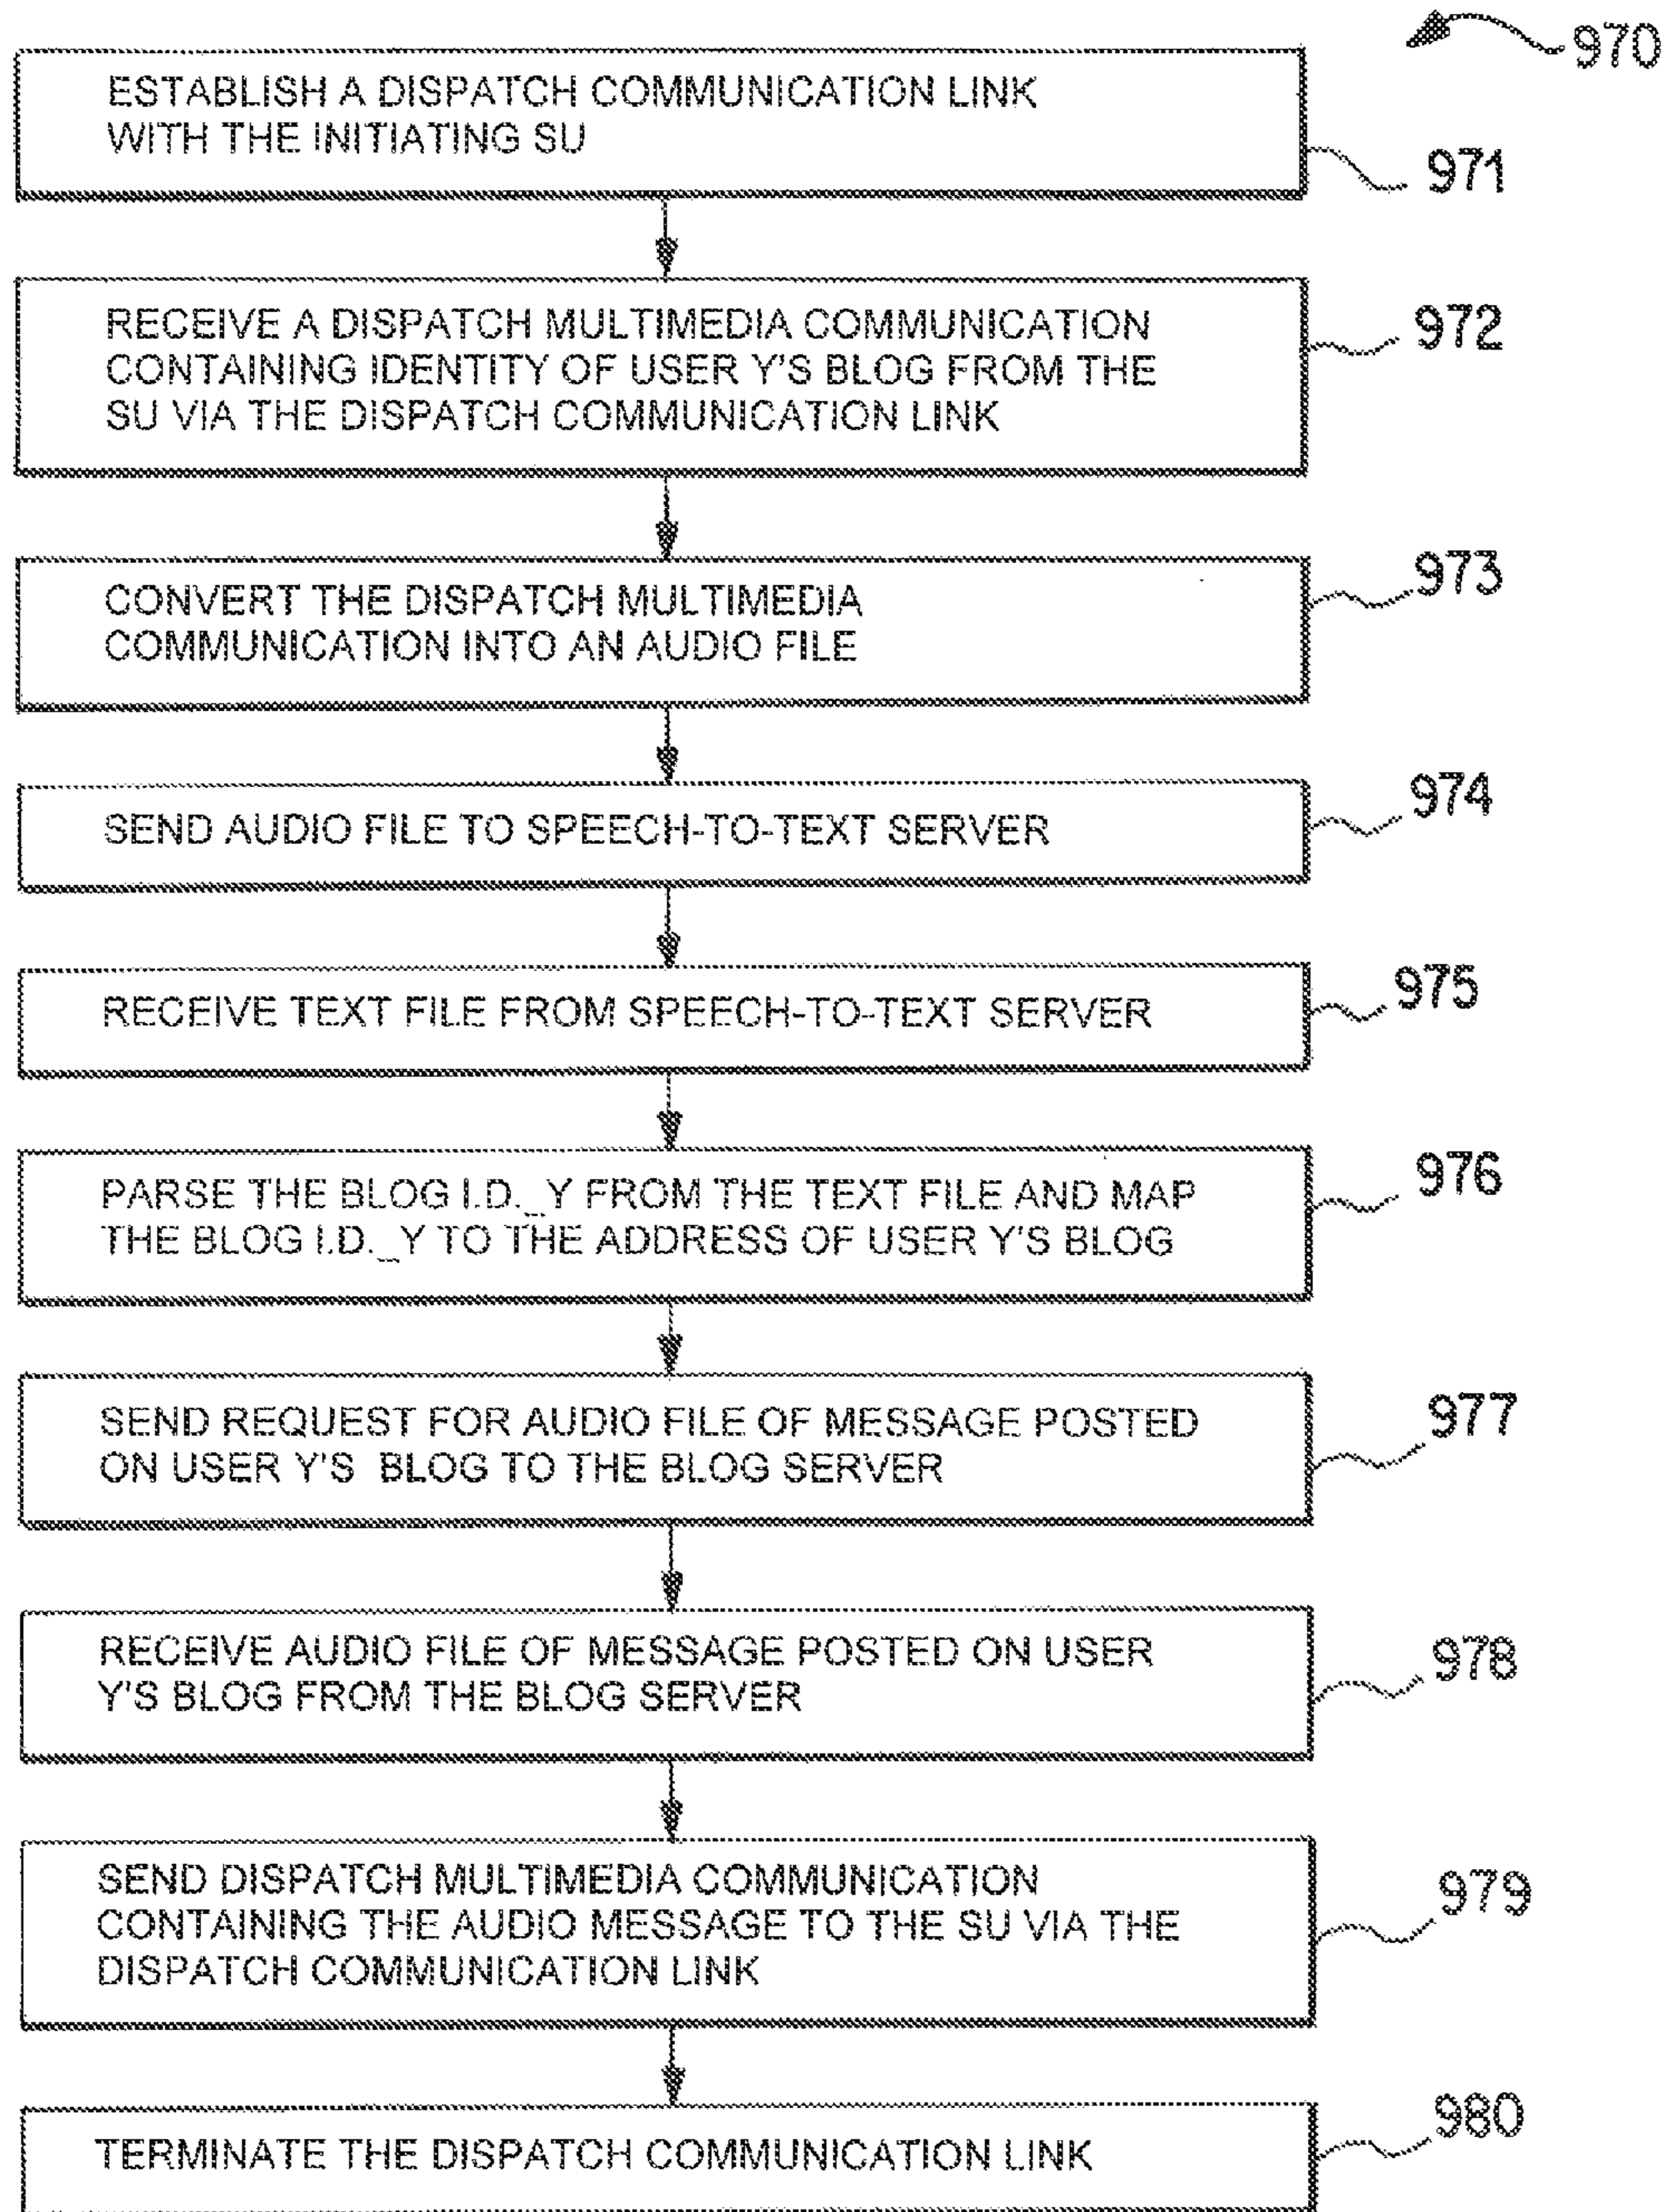 970
ESTABLISH A DISPATCH COMMUNICATION LINK
WITH THE INITIATING SU
971
RECEIVE A DISPATCH MULTIMEDIA COMMUNICATION
CONTAINING IDENTITY OF USER Y'S BLOG FROM THE
SU VIA THE DISPATCH COMMUNICATION LINK
972
CONVERT THE DISPATCH MULTIMEDIA
COMMUNICATION INTO AN AUDIO FILE
973
SEND AUDIO FILE TO SPEECH-TO-TEXT SERVER
974
RECEIVE TEXT FILE FROM SPEECH-TO-TEXT SERVER
975
PARSE THE BLOG I.D._Y FROM THE TEXT FILE AND MAP
THE BLOG I.D._Y TO THE ADDRESS OF USER Y'S BLOG
976
SEND REQUEST FOR AUDIO FILE OF MESSAGE POSTED
ON USER Y'S BLOG TO THE BLOG SERVER
977
RECEIVE AUDIO FILE OF MESSAGE POSTED ON USER
Y'S BLOG FROM THE BLOG SERVER
978
SEND DISPATCH MULTIMEDIA COMMUNICATION
CONTAINING THE AUDIO MESSAGE TO THE SU VIA THE
DISPATCH COMMUNICATION LINK
979
TERMINATE THE DISPATCH COMMUNICATION LINK
980